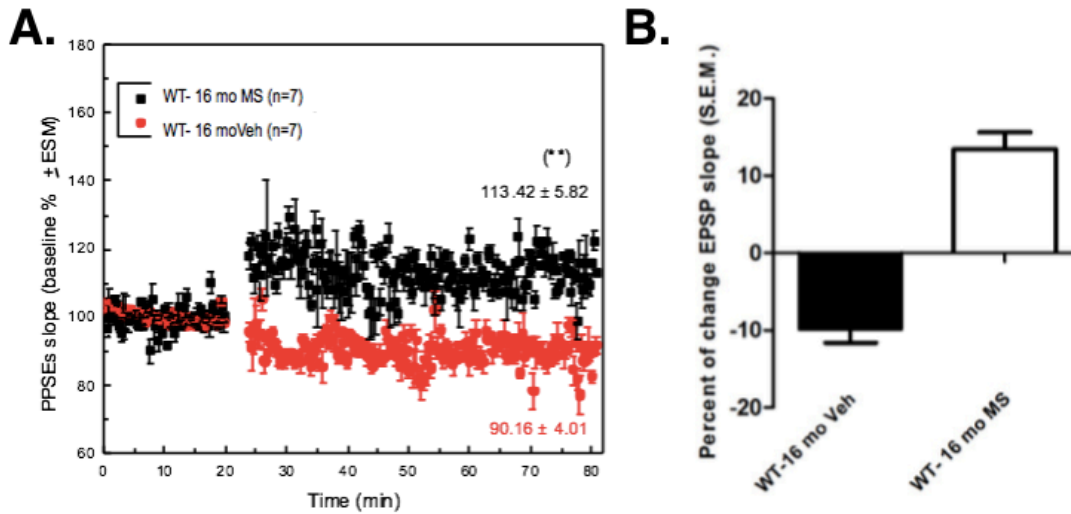 A.
180
160
140
120
100
80
60
PPSEs slope (baseline % ± ESM)
WT- 16 mo MS (n=7)
WT- 16 moVeh (n=7)
(**)
113.42 ± 5.82
90.16 ± 4.01
0 10 20 30 40 50 60 70 80
Time (min)
B.
Percent of change EPSP slope (S.E.M.)
20
10
0
-10
-20
WT-16 mo Veh
WT- 16 mo MS